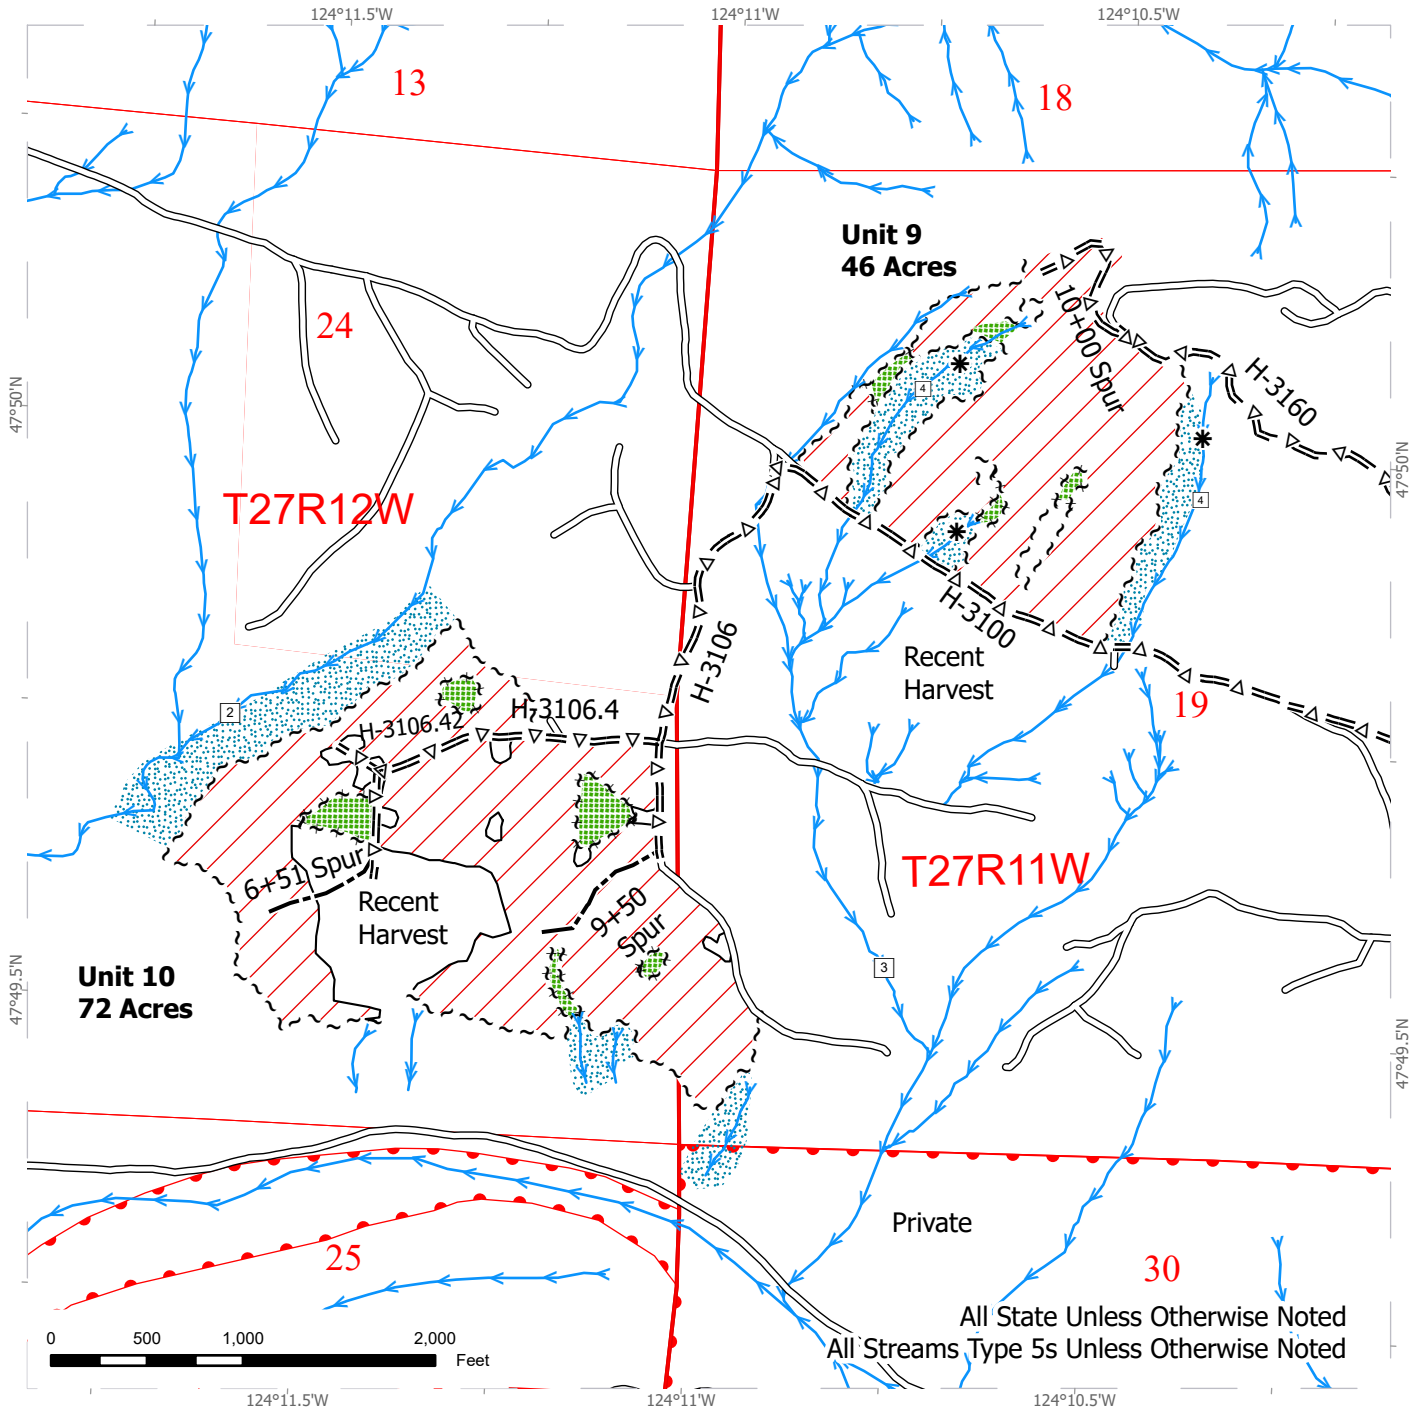 124°11.5'W
124°11'W
124°10.5'W
13
18
Unit 9
46 Acres
10+00 Spur
24
4
H-3160
47°50'N
47°50'N
4
T27R12W
H-3100
H-3106
Recent
Harvest
2
H-3106.4
H-3106.42
19
6+51 Spur
T27R11W
Recent
Harvest
9+50
Spur
3
Unit 10
72 Acres
47°49.5'N
47°49.5'N
Private
25
30
All State Unless Otherwise Noted
All Streams Type 5s Unless Otherwise Noted
0 500 1,000 2,000
Feet
124°11.5'W
124°11'W
124°10.5'W